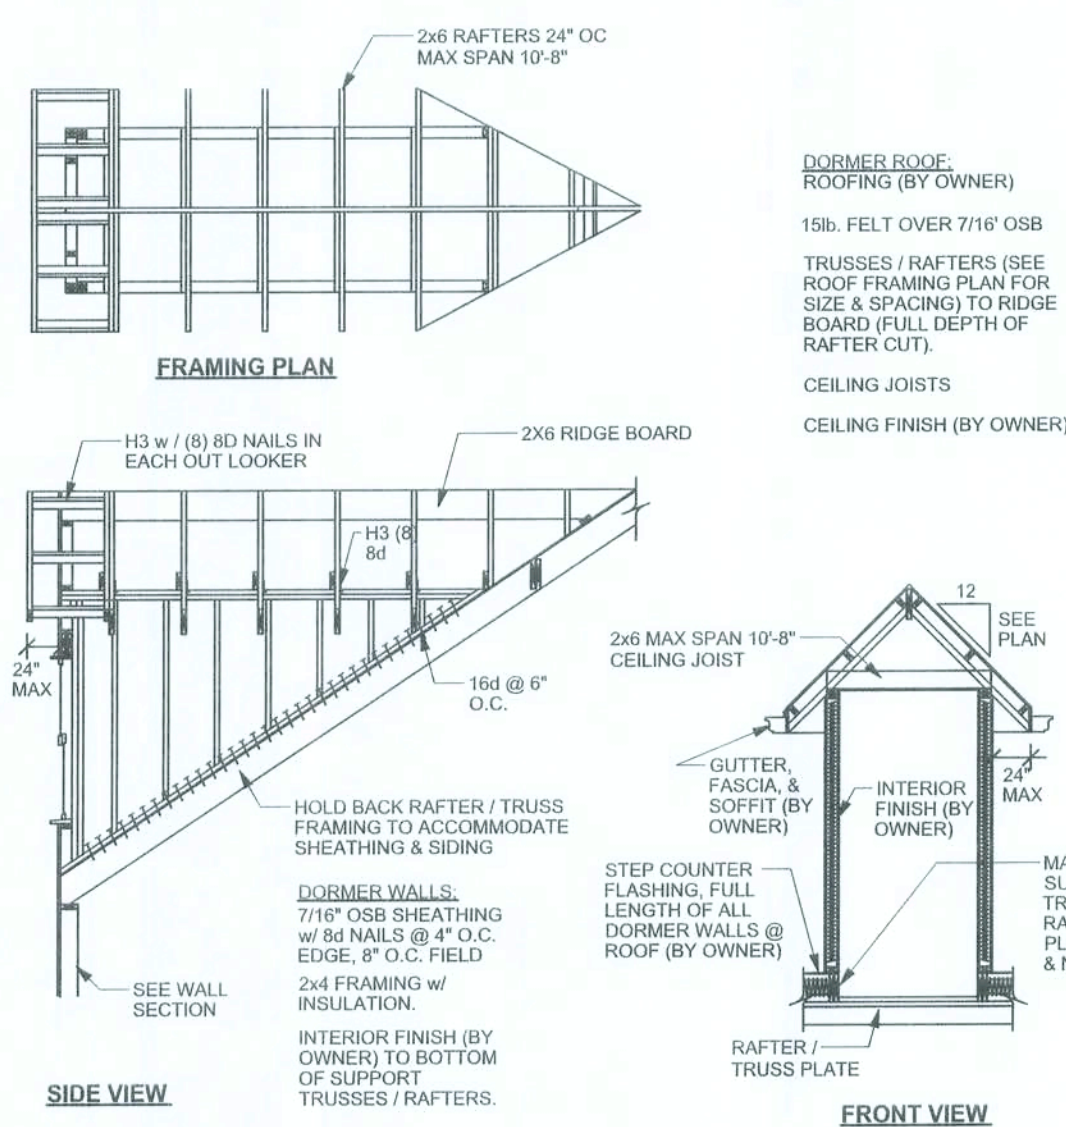 2x6 RAFTERS 24" OC
MAX SPAN 10'-8"
FRAMING PLAN
DORMER ROOF:
ROOFING (BY OWNER)
15lb. FELT OVER 7/16' OSB
TRUSSES / RAFTERS (SEE
ROOF FRAMING PLAN FOR
SIZE & SPACING) TO RIDGE
BOARD (FULL DEPTH OF
RAFTER CUT).
CEILING JOISTS
CEILING FINISH (BY OWNER)
H3 w / (8) 8D NAILS IN
EACH OUT LOOKER
2X6 RIDGE BOARD
H3 (8)
8d
24"
MAX
16d @ 6"
O.C.
HOLD BACK RAFTER / TRUSS
FRAMING TO ACCOMMODATE
SHEATHING & SIDING
DORMER WALLS:
7/16" OSB SHEATHING
w/ 8d NAILS @ 4" O.C.
EDGE, 8" O.C. FIELD
2x4 FRAMING w/
INSULATION.
INTERIOR FINISH (BY
OWNER) TO BOTTOM
OF SUPPORT
TRUSSES / RAFTERS.
SEE WALL
SECTION
SIDE VIEW
12
SEE
PLAN
2x6 MAX SPAN 10'-8"
CEILING JOIST
GUTTER,
FASCIA, &
SOFFIT (BY
OWNER)
INTERIOR
FINISH (BY
OWNER)
24"
MAX
STEP COUNTER
FLASHING, FULL
LENGTH OF ALL
DORMER WALLS @
ROOF (BY OWNER)
MA
SU
TR
RA
PL
& N
RAFTER /
TRUSS PLATE
FRONT VIEW